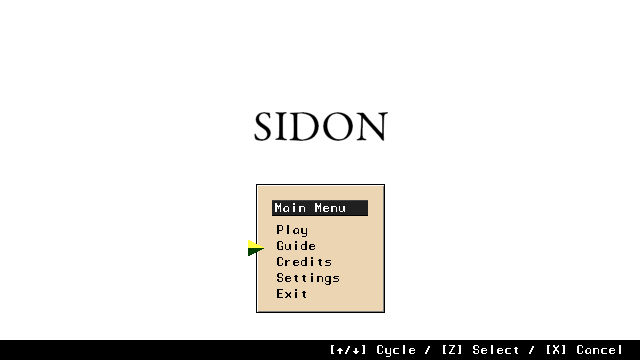 SIDON
Main Menu
Play
Guide
Credits
Settings
Exit
[↑/↓] Cycle / [Z] Select / [X] Cancel